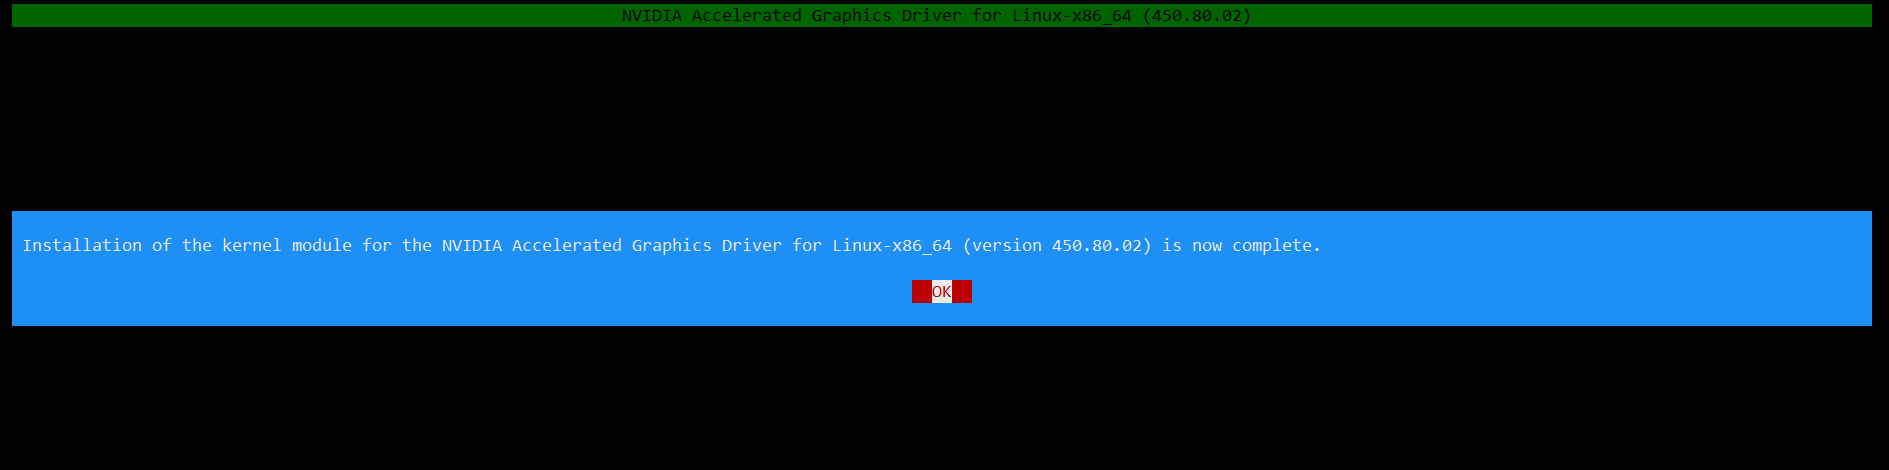 NVIDIA Accelerated Graphics Driver for Linux-x86_64 (450.80.02)
Installation of the kernel module for the NVIDIA Accelerated Graphics Driver for Linux-x86_64 (version 450.80.02) is now complete.
OK